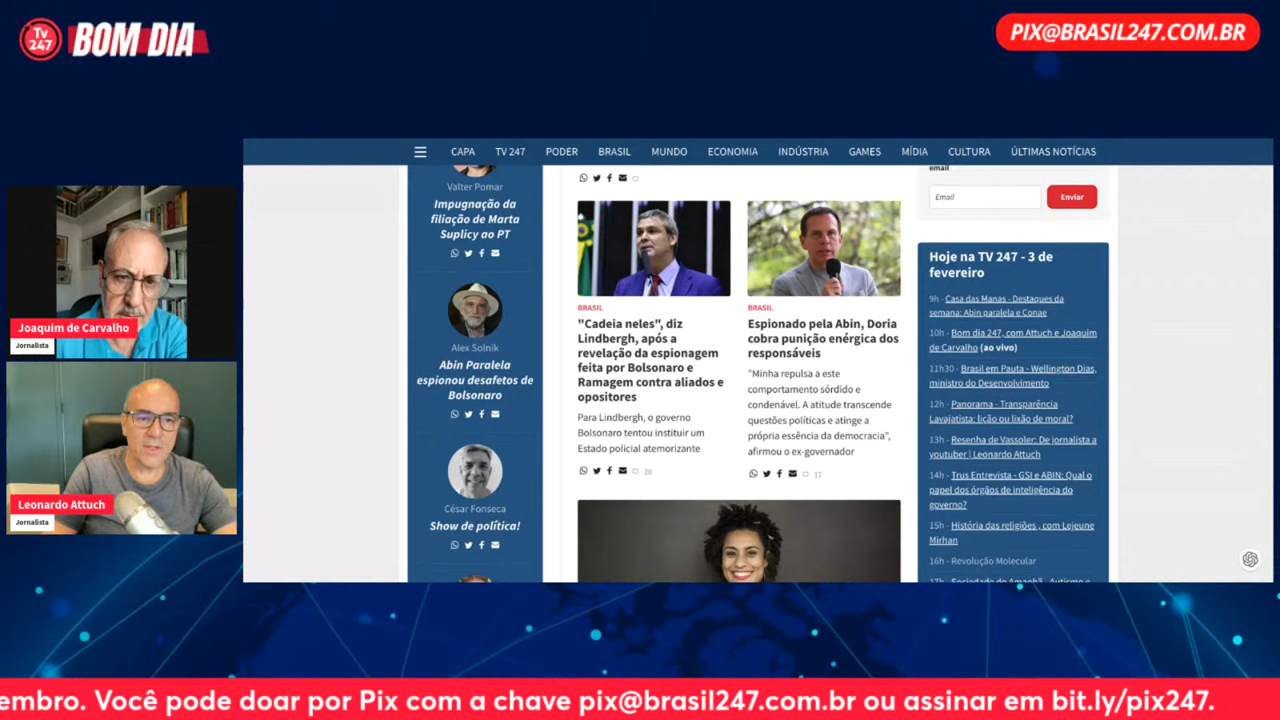 Tv 247
BOM DIA
PIX@BRASIL247.COM.BR
CAPA TV 247 PODER BRASIL MUNDO ECONOMIA INDÚSTRIA GAMES MÍDIA CULTURA ÚLTIMAS NOTÍCIAS
Joaquim de Carvalho
Jornalista
Leonardo Attuch
Jornalista
Valter Pomar
Impugnação da
filiação de Marta
Suplicy ao PT
Alex Solnik
Abin Paralela
espionou desafetos de
Bolsonaro
César Fonseca
Show de política!
BRASIL
"Cadeia neles", diz
Lindbergh, após a
revelação da espionagem
feita por Bolsonaro e
Ramagem contra aliados e
opositores
Para Lindbergh, o governo
Bolsonaro tentou instituir um
Estado policial atemorizante
20
BRASIL
Espionado pela Abin, Doria
cobra punição enérgica dos
responsáveis
"Minha repulsa a este
comportamento sórdido e
condenável. A atitude transcende
questões políticas e atinge a
própria essência da democracia",
afirmou o ex-governador
17
email
Email
Enviar
Hoje na TV 247 - 3 de
fevereiro
9h - Casa das Manas - Destaques da
semana: Abin paralela e Conae
10h - Bom dia 247, com Attuch e Joaquim
de Carvalho (ao vivo)
11h30 - Brasil em Pauta - Wellington Dias,
ministro do Desenvolvimento
12h - Panorama - Transparência
Lavajatista: lição ou lixão de moral?
13h - Resenha de Vassoler: De jornalista a
youtuber | Leonardo Attuch
14h - Trus Entrevista - GSI e ABIN: Qual o
papel dos órgãos de inteligência do
governo?
15h - História das religiões , com Lejeune
Mirhan
16h - Revolução Molecular
17h - Sociedade do Amanhã - Autismo e
embro. Você pode doar por Pix com a chave pix@brasil247.com.br ou assinar em bit.ly/pix247.